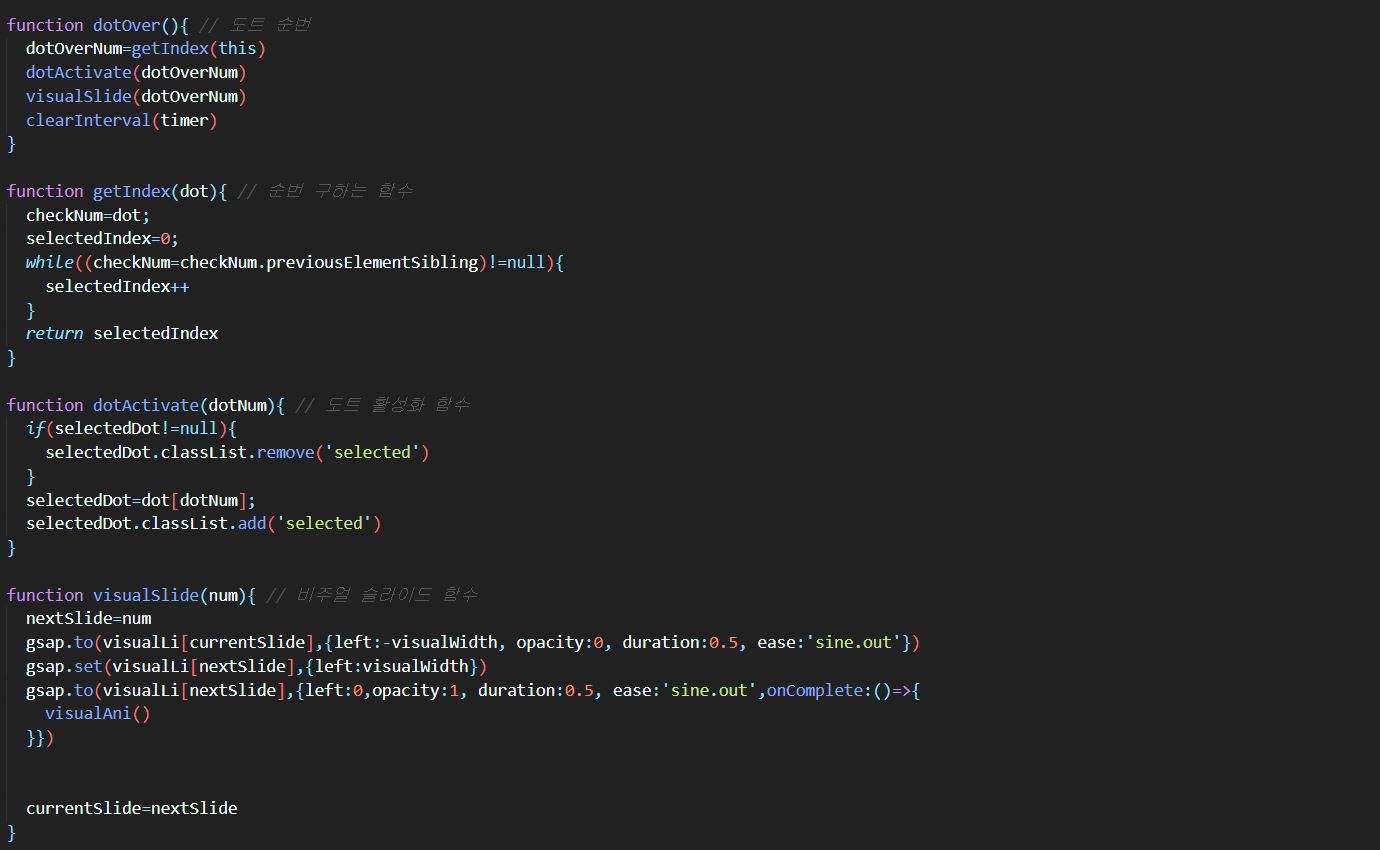 function dotOver(){ // 도트 순번
  dotOverNum=getIndex(this)
  dotActivate(dotOverNum)
  visualSlide(dotOverNum)
  clearInterval(timer)
}
function getIndex(dot){ // 순번 구하는 함수
  checkNum=dot;
  selectedIndex=0;
  while((checkNum=checkNum.previousElementSibling)!=null){
    selectedIndex++
  }
  return selectedIndex
}
function dotActivate(dotNum){ // 도트 활성화 함수
  if(selectedDot!=null){
    selectedDot.classList.remove('selected')
  }
  selectedDot=dot[dotNum];
  selectedDot.classList.add('selected')
}
function visualSlide(num){ // 비주얼 슬라이드 함수
  nextSlide=num
  gsap.to(visualLi[currentSlide],{left:-visualWidth, opacity:0, duration:0.5, ease:'sine.out'})
  gsap.set(visualLi[nextSlide],{left:visualWidth})
  gsap.to(visualLi[nextSlide],{left:0,opacity:1, duration:0.5, ease:'sine.out',onComplete:()=>{
    visualAni()
  }})
  currentSlide=nextSlide
}